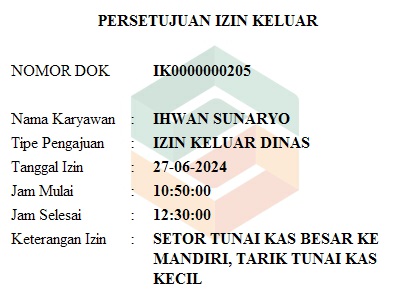 PERSETUJUAN IZIN KELUAR
NOMOR DOK IK0000000205
Nama Karyawan : IHWAN SUNARYO
Tipe Pengajuan : IZIN KELUAR DINAS
Tanggal Izin : 27-06-2024
Jam Mulai : 10:50:00
Jam Selesai : 12:30:00
Keterangan Izin : SETOR TUNAI KAS BESAR KE
MANDIRI, TARIK TUNAI KAS
KECIL